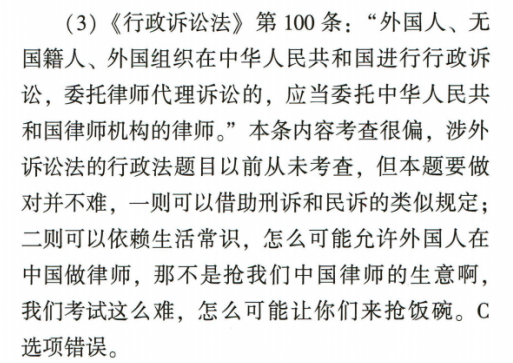 (3)《行政诉讼法》第 100 条：“外国人、无
国籍人、外国组织在中华人民共和国进行行政诉
讼，委托律师代理诉讼的，应当委托中华人民共
和国律师机构的律师。”本条内容考查很偏，涉外
诉讼法的行政法题目以前从未考查，但本题要做
对并不难，一则可以借助刑诉和民诉的类似规定；
二则可以依赖生活常识，怎么可能允许外国人在
中国做律师，那不是抢我们中国律师的生意啊，
我们考试这么难，怎么可能让你们来抢饭碗。C
选项错误。